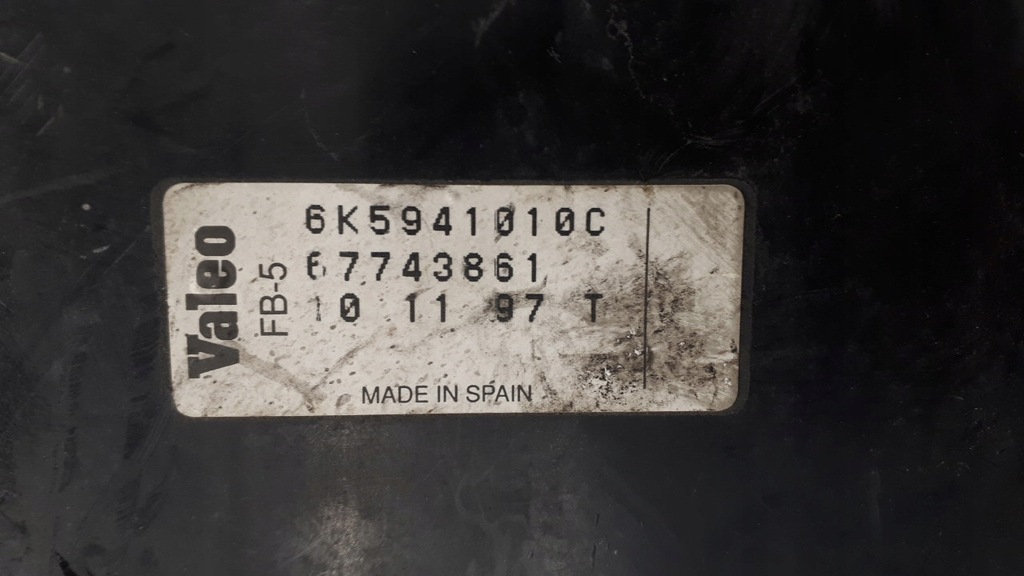 Valeo
FB-5
6K5941010C
67743861
10 11 97 T
MADE IN SPAIN